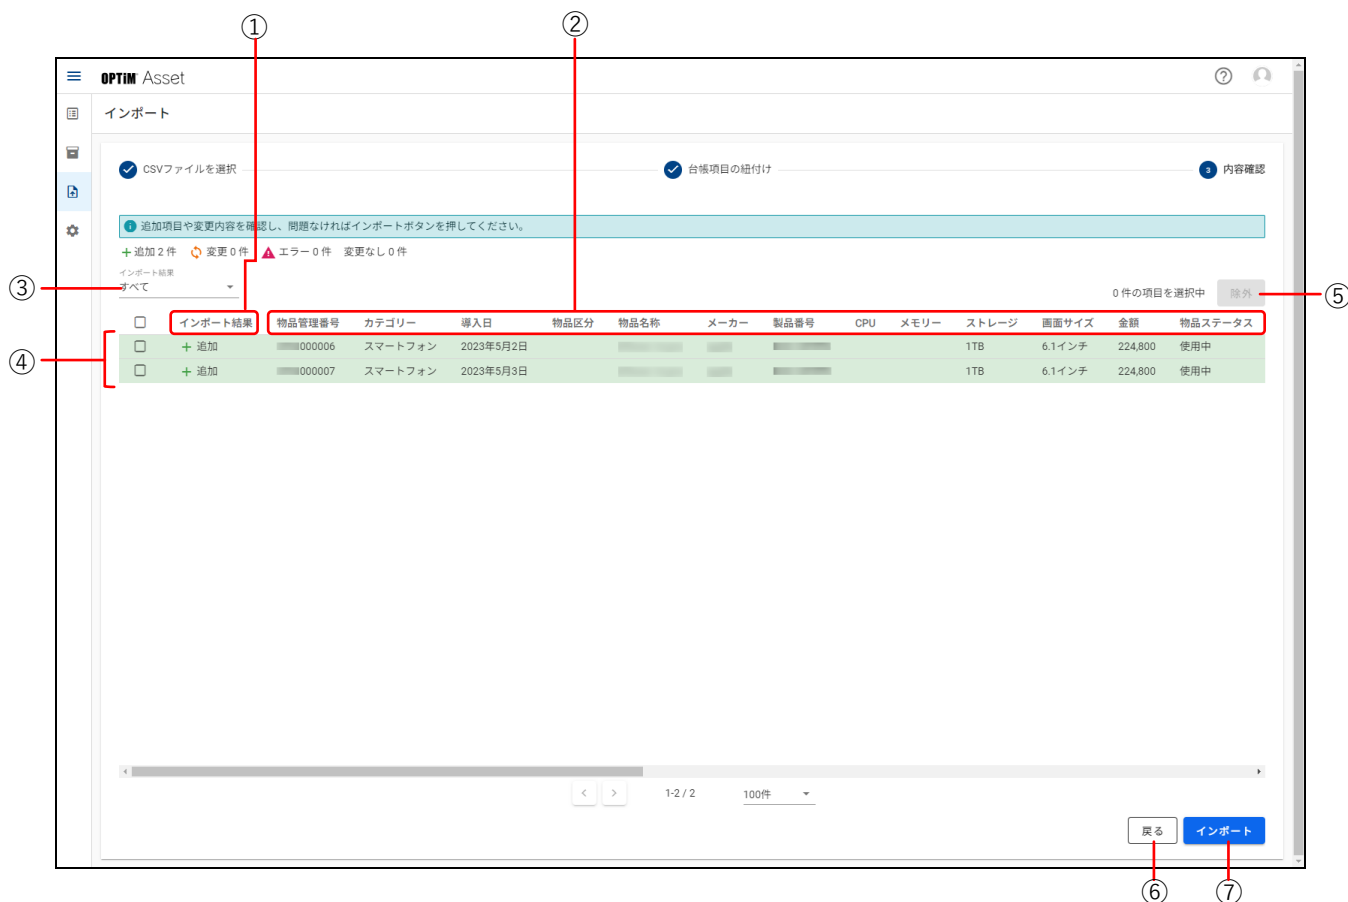 ① ②
OPTiM Asset
インポート
CSVファイルを選択 台帳項目の紐付け 3 内容確認
追加項目や変更内容を確認し、問題なければインポートボタンを押してください。
追加 2 件 変更 0 件 エラー 0 件 変更なし 0 件
インポート結果
③ すべて 0 件の項目を選択中 除外 ⑤
インポート結果 物品管理番号 カテゴリー 導入日 物品区分 物品名称 メーカー 製品番号 CPU メモリー ストレージ 画面サイズ 金額 物品ステータス
追加 000006 スマートフォン 2023年5月2日 1TB 6.1インチ 224,800 使用中
④
追加 000007 スマートフォン 2023年5月3日 1TB 6.1インチ 224,800 使用中
1-2 / 2 100件
戻る インポート
⑥ ⑦